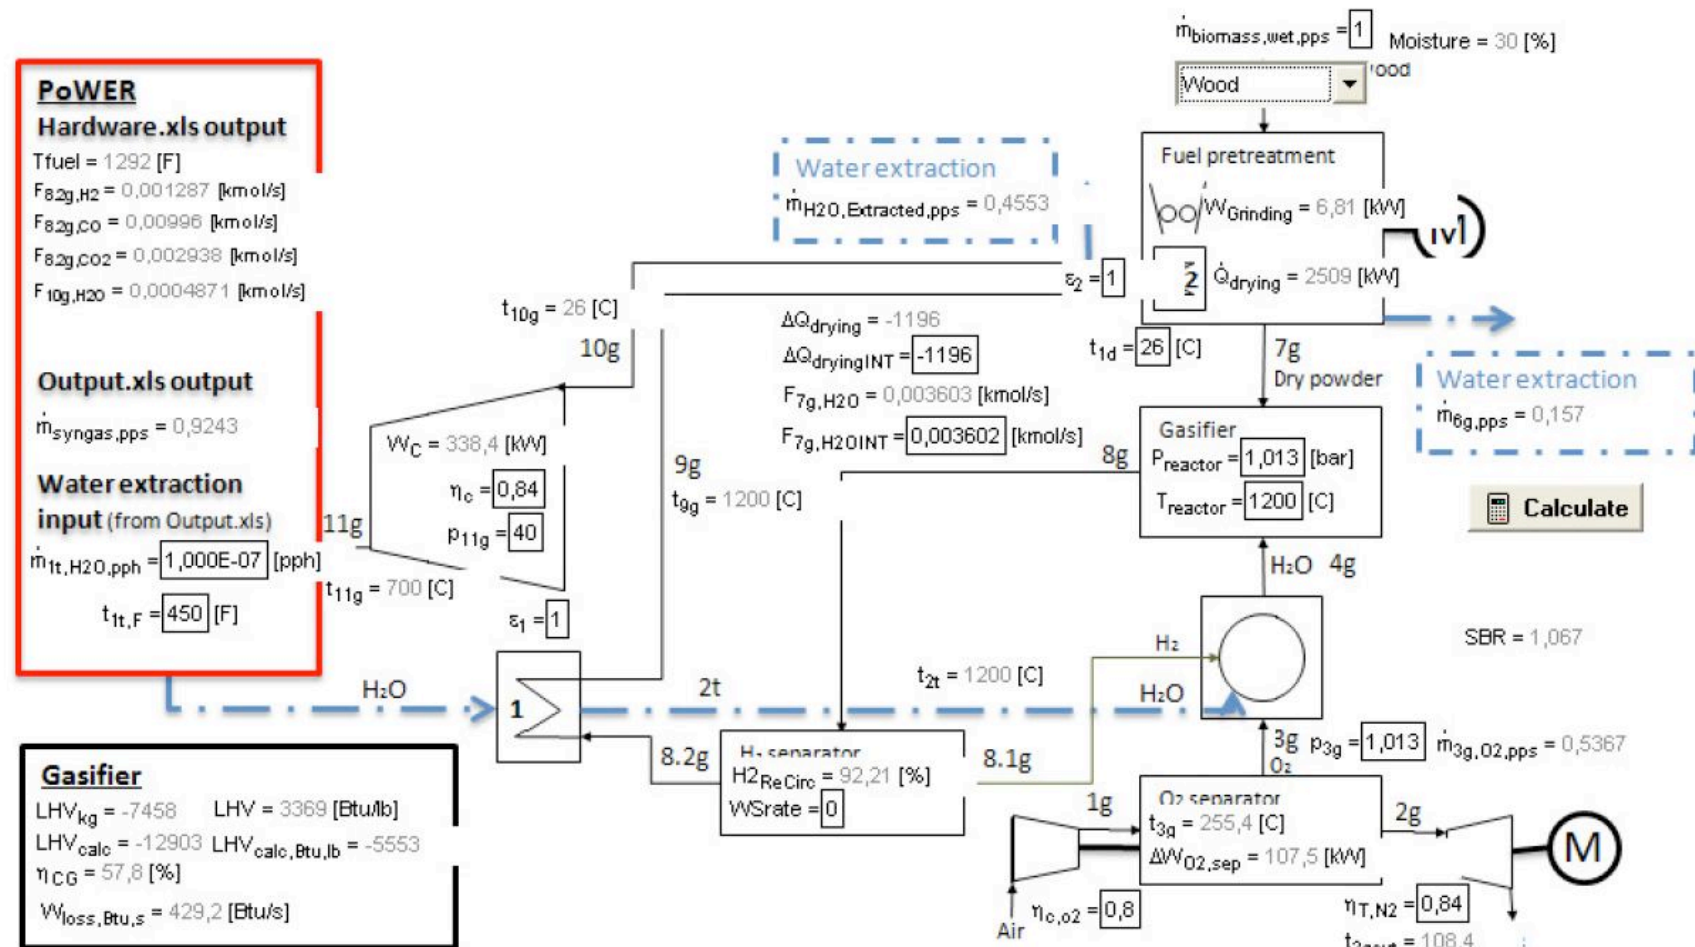 ṁbiomass,wet,pps = 1
Moisture = 30 [%]
Wood
PoWER
Hardware.xls output
Tfuel = 1292 [F]
F8.2g,H2 = 0,001287 [kmol/s]
F8.2g,CO = 0,00996 [kmol/s]
F8.2g,CO2 = 0,002938 [kmol/s]
F10g,H2O = 0,0004871 [kmol/s]
Output.xls output
ṁsyngas,pps = 0,9243
Water extraction
input (from Output.xls)
ṁ1t,H2O,pph = 1,000E-07 [pph]
t1t,F = 450 [F]
Water extraction
ṁH2O,Extracted,pps = 0,4553
Fuel pretreatment
ẆGrinding = 6,81 [kW]
ε2 = 1
2
Q̇drying = 2509 [kW]
t10g = 26 [C]
10g
ΔQdrying = -1196
ΔQdryingINT = -1196
F7g,H2O = 0,003603 [kmol/s]
F7g,H2OINT = 0,003602 [kmol/s]
t1d = 26 [C]
7g
Dry powder
Water extraction
ṁ6g,pps = 0,157
WC = 338,4 [kW]
ηc = 0,84
p11g = 40
11g
t11g = 700 [C]
9g
t9g = 1200 [C]
8g
Gasifier
Preactor = 1,013 [bar]
Treactor = 1200 [C]
Calculate
H2O 4g
ε1 = 1
SBR = 1,067
H2
H2O
1
2t
t2t = 1200 [C]
H2O
8.2g
H2 separator
H2ReCirc = 92,21 [%]
WSrate = 0
8.1g
3g
O2
p3g = 1,013
ṁ3g,O2,pps = 0,5367
1g
O2 separator
t3g = 255,4 [C]
ΔWO2,sep = 107,5 [kW]
2g
M
Air
ηc,o2 = 0,8
ηT,N2 = 0,84
Gasifier
LHVkg = -7458 LHV = 3369 [Btu/lb]
LHVcalc = -12903 LHVcalc,Btu,lb = -5553
ηCG = 57,8 [%]
Ẇloss,Btu,s = 429,2 [Btu/s]